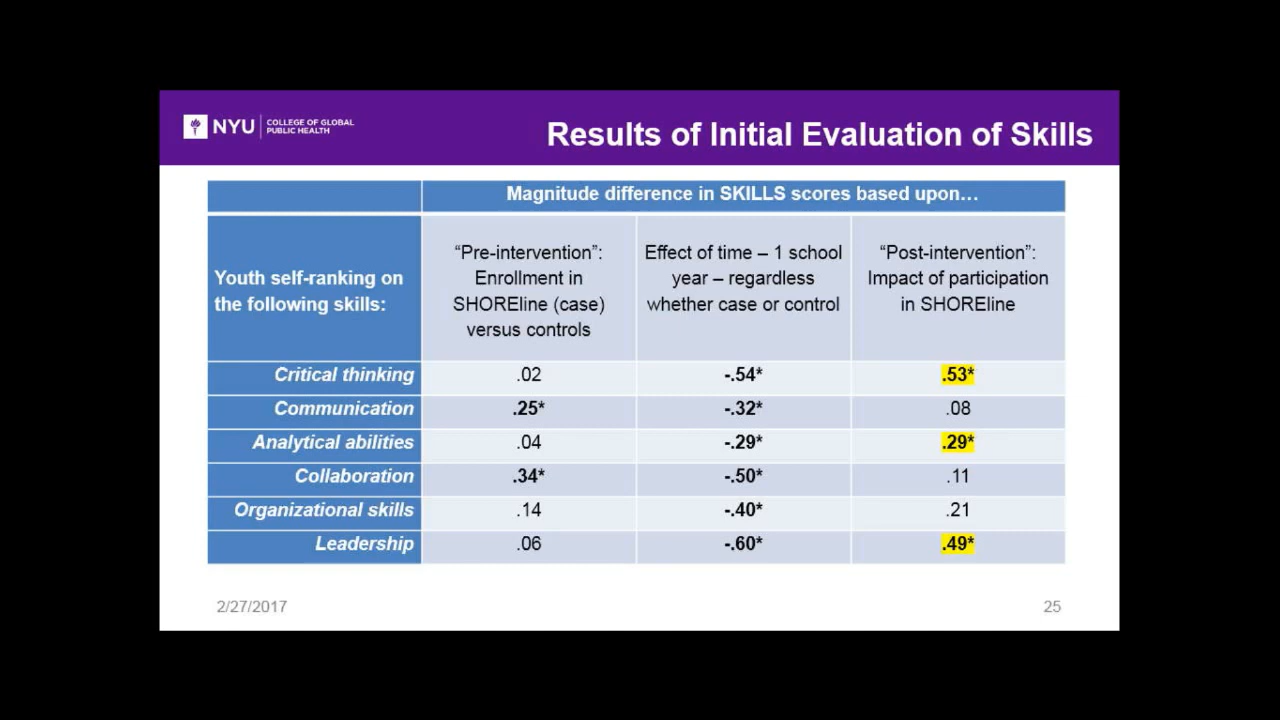 NYU
COLLEGE OF GLOBAL
PUBLIC HEALTH
Results of Initial Evaluation of Skills
Magnitude difference in SKILLS scores based upon…
Youth self-ranking on
the following skills:
“Pre-intervention”:
Enrollment in
SHOREline (case)
versus controls
Effect of time – 1 school
year – regardless
whether case or control
“Post-intervention”:
Impact of participation
in SHOREline
Critical thinking .02 -.54* .53*
Communication .25* -.32* .08
Analytical abilities .04 -.29* .29*
Collaboration .34* -.50* .11
Organizational skills .14 -.40* .21
Leadership .06 -.60* .49*
2/27/2017 25